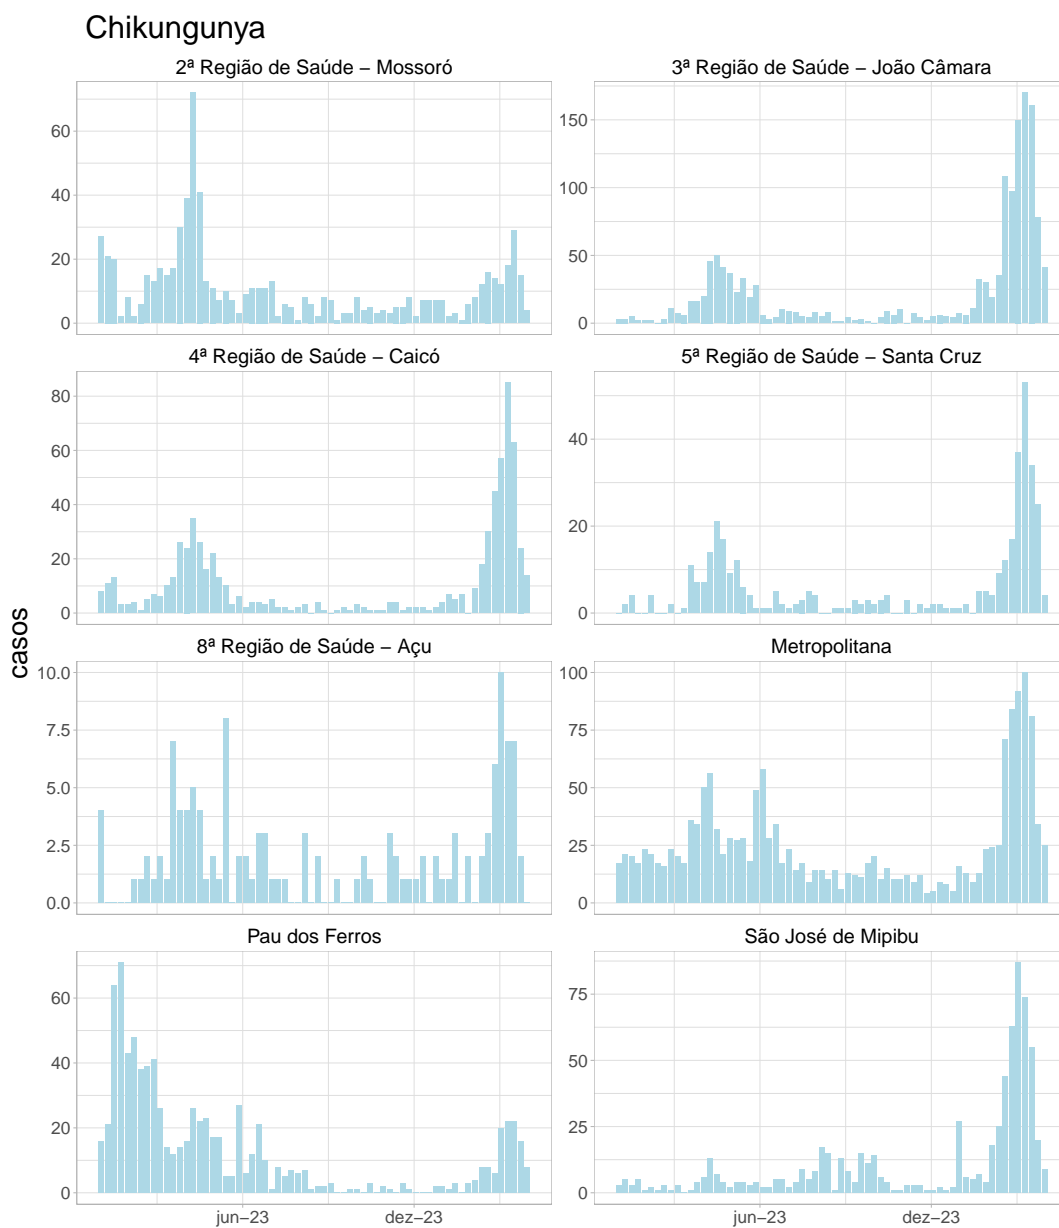 Chikungunya
2ª Região de Saúde – Mossoró
3ª Região de Saúde – João Câmara
60
40
20
0
150
100
50
0
4ª Região de Saúde – Caicó
5ª Região de Saúde – Santa Cruz
80
60
40
20
0
40
20
0
casos
8ª Região de Saúde – Açu
Metropolitana
10.0
7.5
5.0
2.5
0.0
100
75
50
25
0
Pau dos Ferros
São José de Mipibu
60
40
20
0
75
50
25
0
jun–23
dez–23
jun–23
dez–23